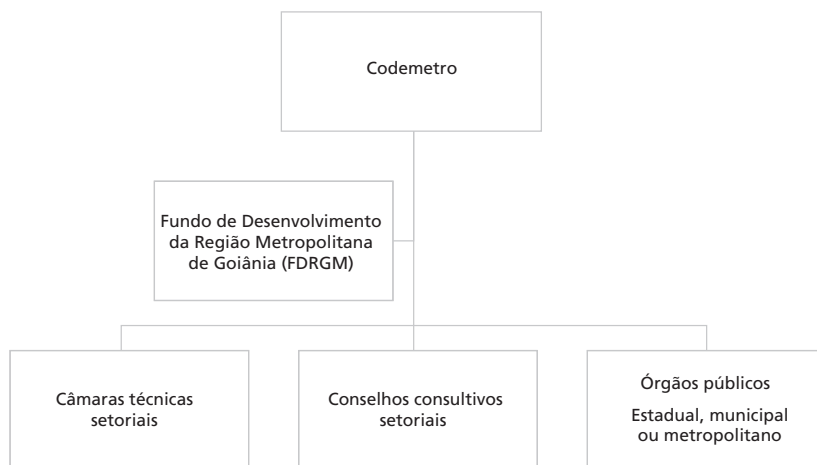 Codemetro
Fundo de Desenvolvimento
da Região Metropolitana
de Goiânia (FDRGM)
Câmaras técnicas
setoriais
Conselhos consultivos
setoriais
Órgãos públicos
Estadual, municipal
ou metropolitano